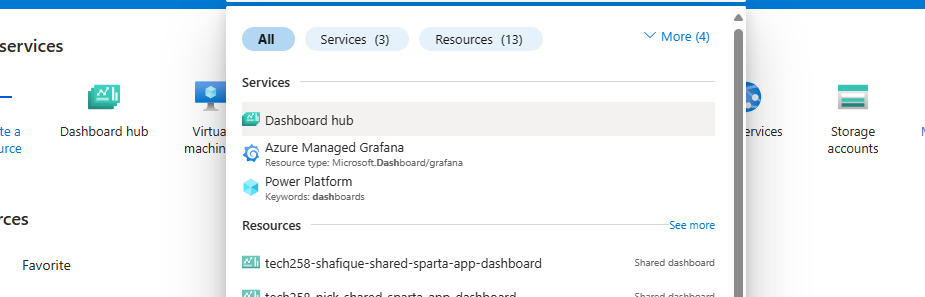 services
All
Services (3)
Resources (13)
More (4)
Services
Dashboard hub
Dashboard hub
Azure Managed Grafana
Resource type: Microsoft.Dashboard/grafana
Power Platform
Keywords: dashboards
te a
urce
Virtua
machin
ervices
Storage
accounts
rces
Resources
See more
Favorite
tech258-shafique-shared-sparta-app-dashboard
Shared dashboard
tech258-nick-shared-sparta-app-dashboard
Shared dashboard